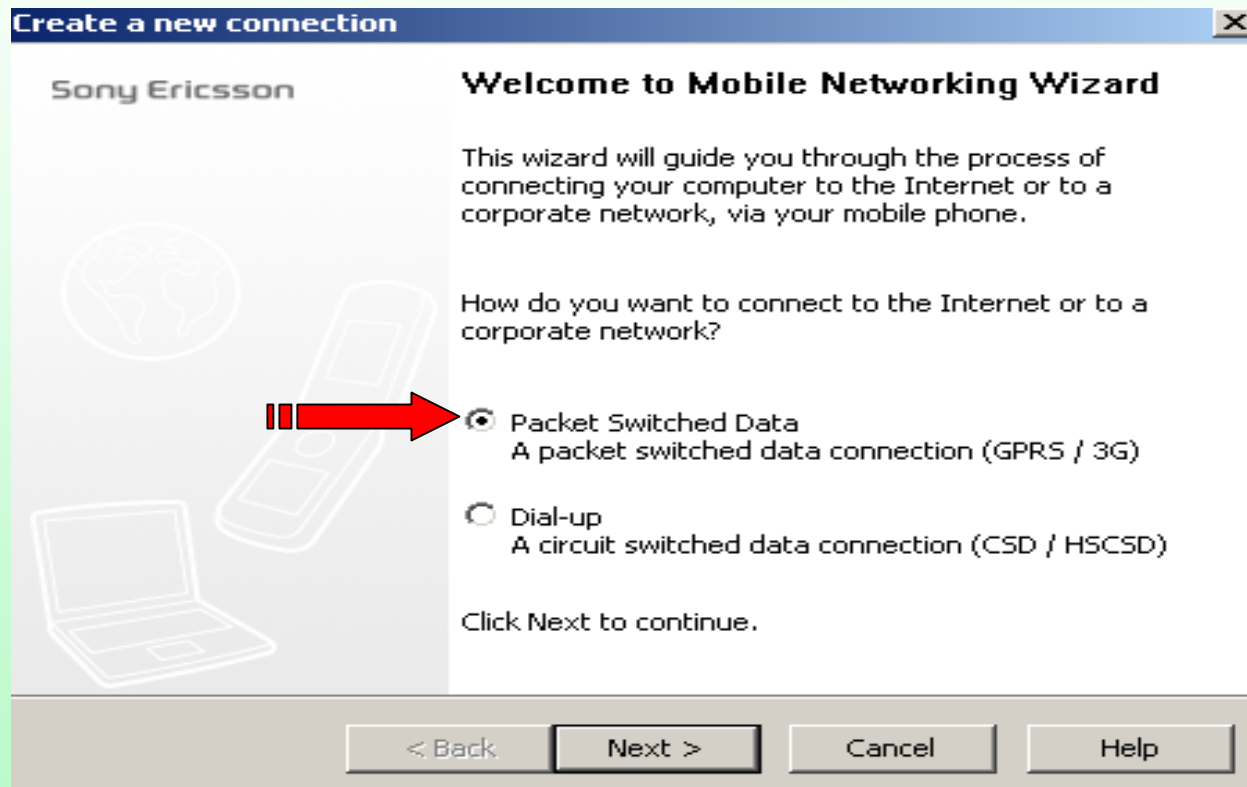 Create a new connection
Sony Ericsson
Welcome to Mobile Networking Wizard
This wizard will guide you through the process of
connecting your computer to the Internet or to a
corporate network, via your mobile phone.
How do you want to connect to the Internet or to a
corporate network?
Packet Switched Data
A packet switched data connection (GPRS / 3G)
Dial-up
A circuit switched data connection (CSD / HSCSD)
Click Next to continue.
< Back
Next >
Cancel
Help